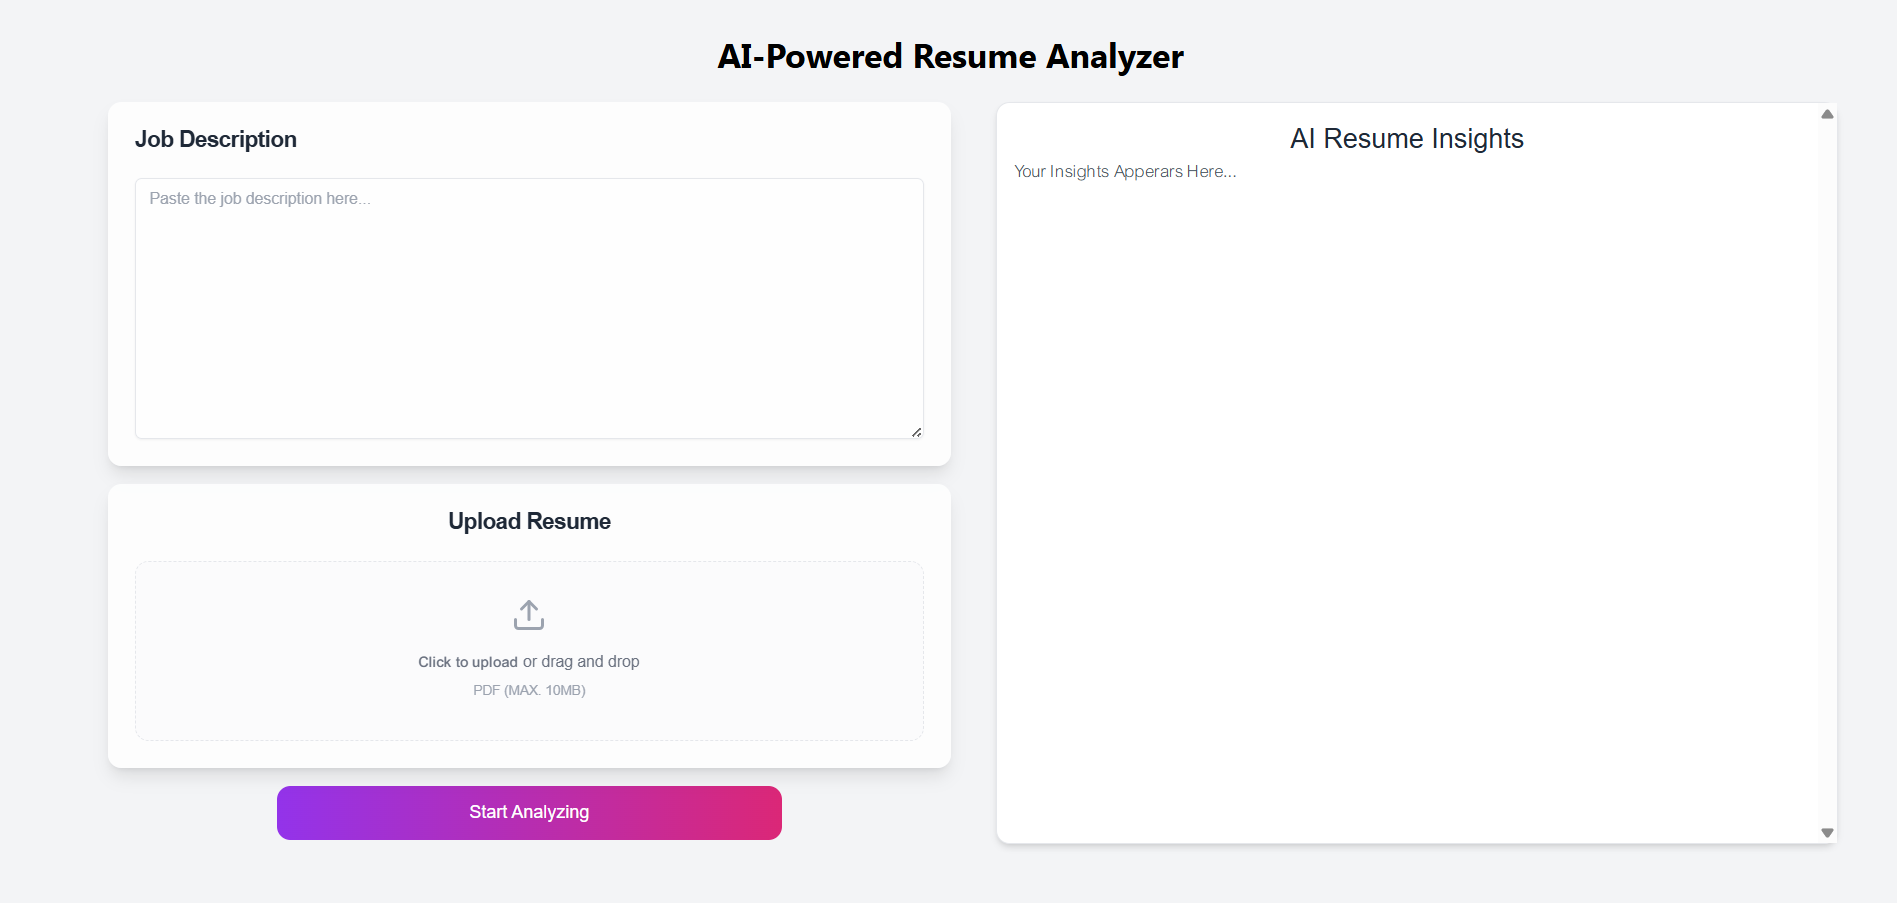 AI-Powered Resume Analyzer
Job Description
Paste the job description here...
Upload Resume
Click to upload or drag and drop
PDF (MAX. 10MB)
Start Analyzing
AI Resume Insights
Your Insights Apperars Here...